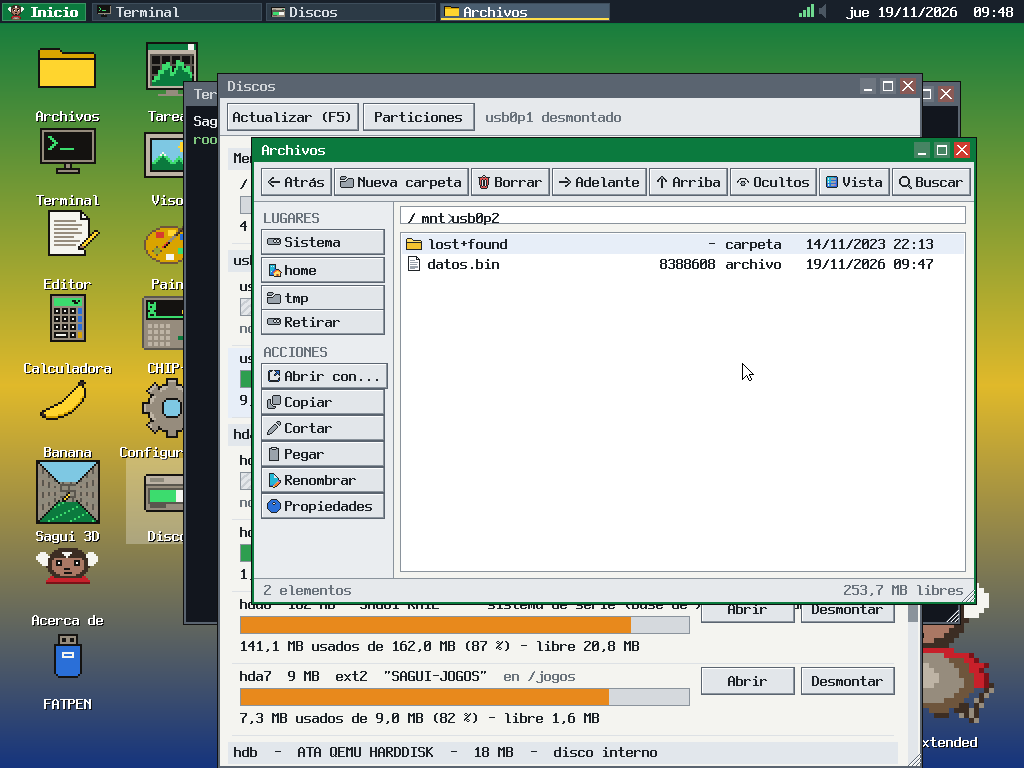 Inicio
Terminal
Discos
Archivos
jue 19/11/2026 09:48
Archivos
Terminal
Editor
Calculadora
Banana
Sagui 3D
Acerca de
FATPEN
CHIP-
Discos
Actualizar (F5)
Particiones
usb0p1 desmontado
Archivos
Atrás
Nueva carpeta
Borrar
Adelante
Arriba
Ocultos
Vista
Buscar
LUGARES
Sistema
home
tmp
Retirar
ACCIONES
Abrir con...
Copiar
Cortar
Pegar
Renombrar
Propiedades
/ mnt>usb0p2
lost+found - carpeta 14/11/2023 22:13
datos.bin 8388608 archivo 19/11/2026 09:47
2 elementos
253,7 MB libres
Abrir
Desmontar
141,1 MB usados de 162,0 MB (87 %) - libre 20,8 MB
hda7 9 MB ext2 "SAGUI-JOGOS" en /jogos
Abrir
Desmontar
7,3 MB usados de 9,0 MB (82 %) - libre 1,6 MB
hdb - ATA QEMU HARDDISK - 18 MB - disco interno